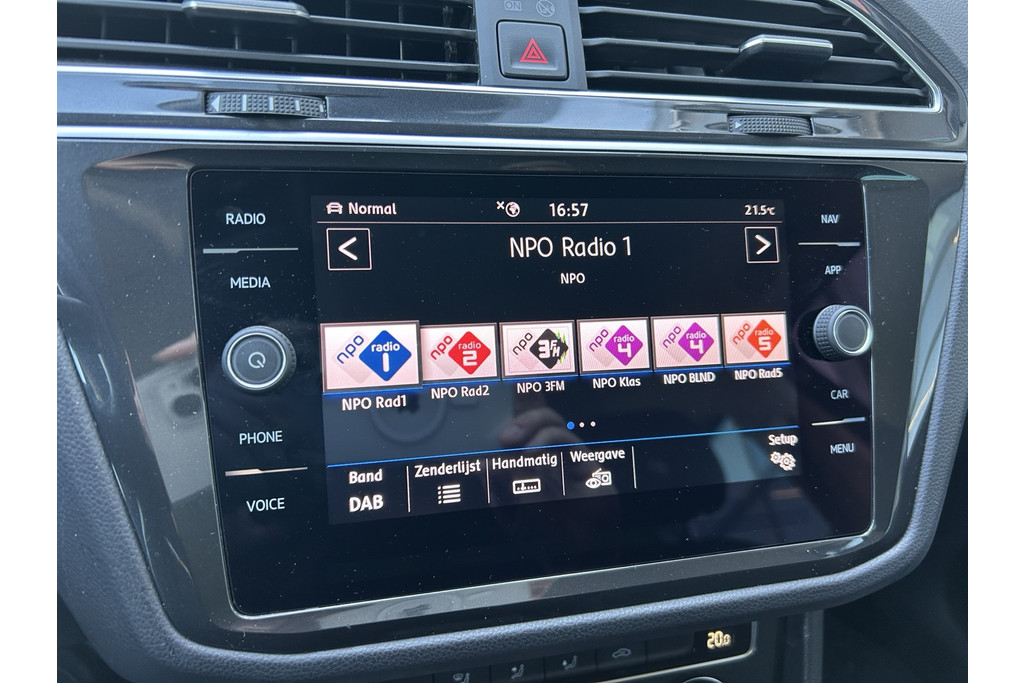 ON
RADIO
MEDIA
PHONE
VOICE
Normal
16:57
21.5°C
NPO Radio 1
NPO
npo radio 1
npo radio 2
npo 3FM
npo radio 4
npo radio 4
npo radio 5
NPO Rad1
NPO Rad2
NPO 3FM
NPO Klas
NPO BLND
NPO Rad5
Band
DAB
Zenderlijst
Handmatig
Weergave
Setup
NAV
APP
CAR
MENU
20.0